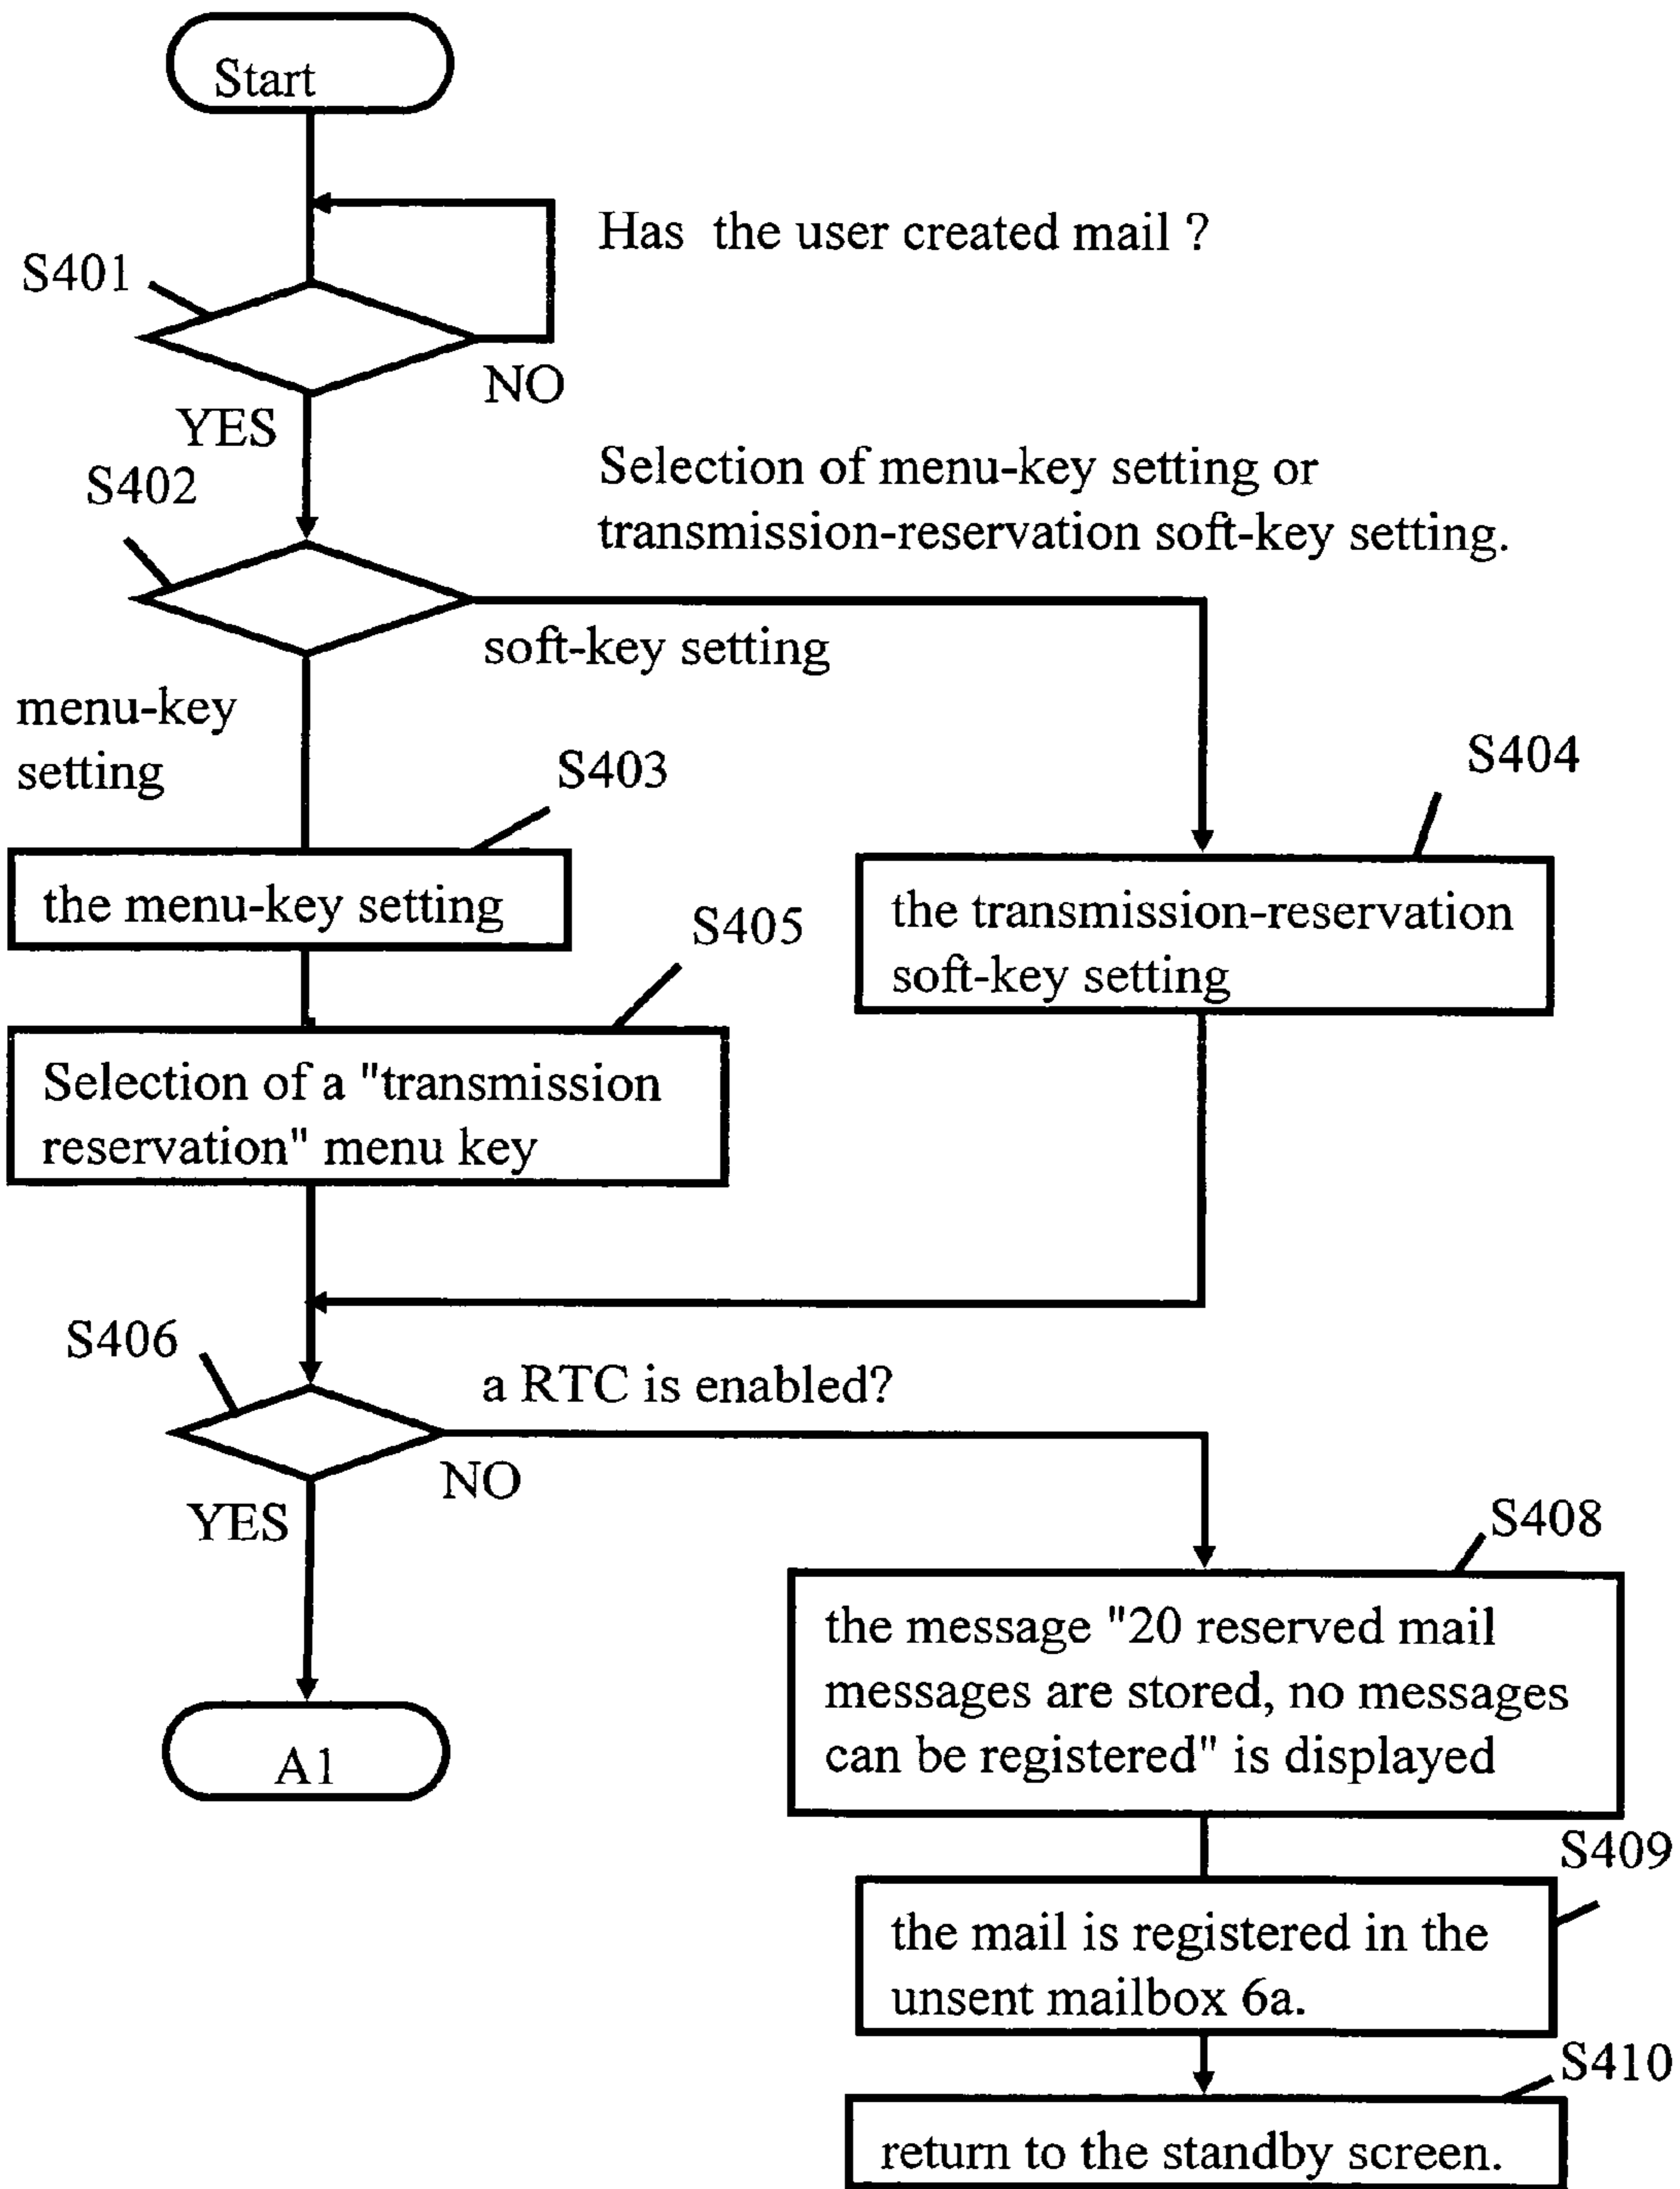 Start
Has the user created mail ?
S401
NO
YES
S402
Selection of menu-key setting or
transmission-reservation soft-key setting.
soft-key setting
menu-key
setting
S403
S404
the menu-key setting
S405
the transmission-reservation
soft-key setting
Selection of a "transmission
reservation" menu key
S406
a RTC is enabled?
NO
YES
S408
the message "20 reserved mail
messages are stored, no messages
can be registered" is displayed
A1
S409
the mail is registered in the
unsent mailbox 6a.
S410
return to the standby screen.